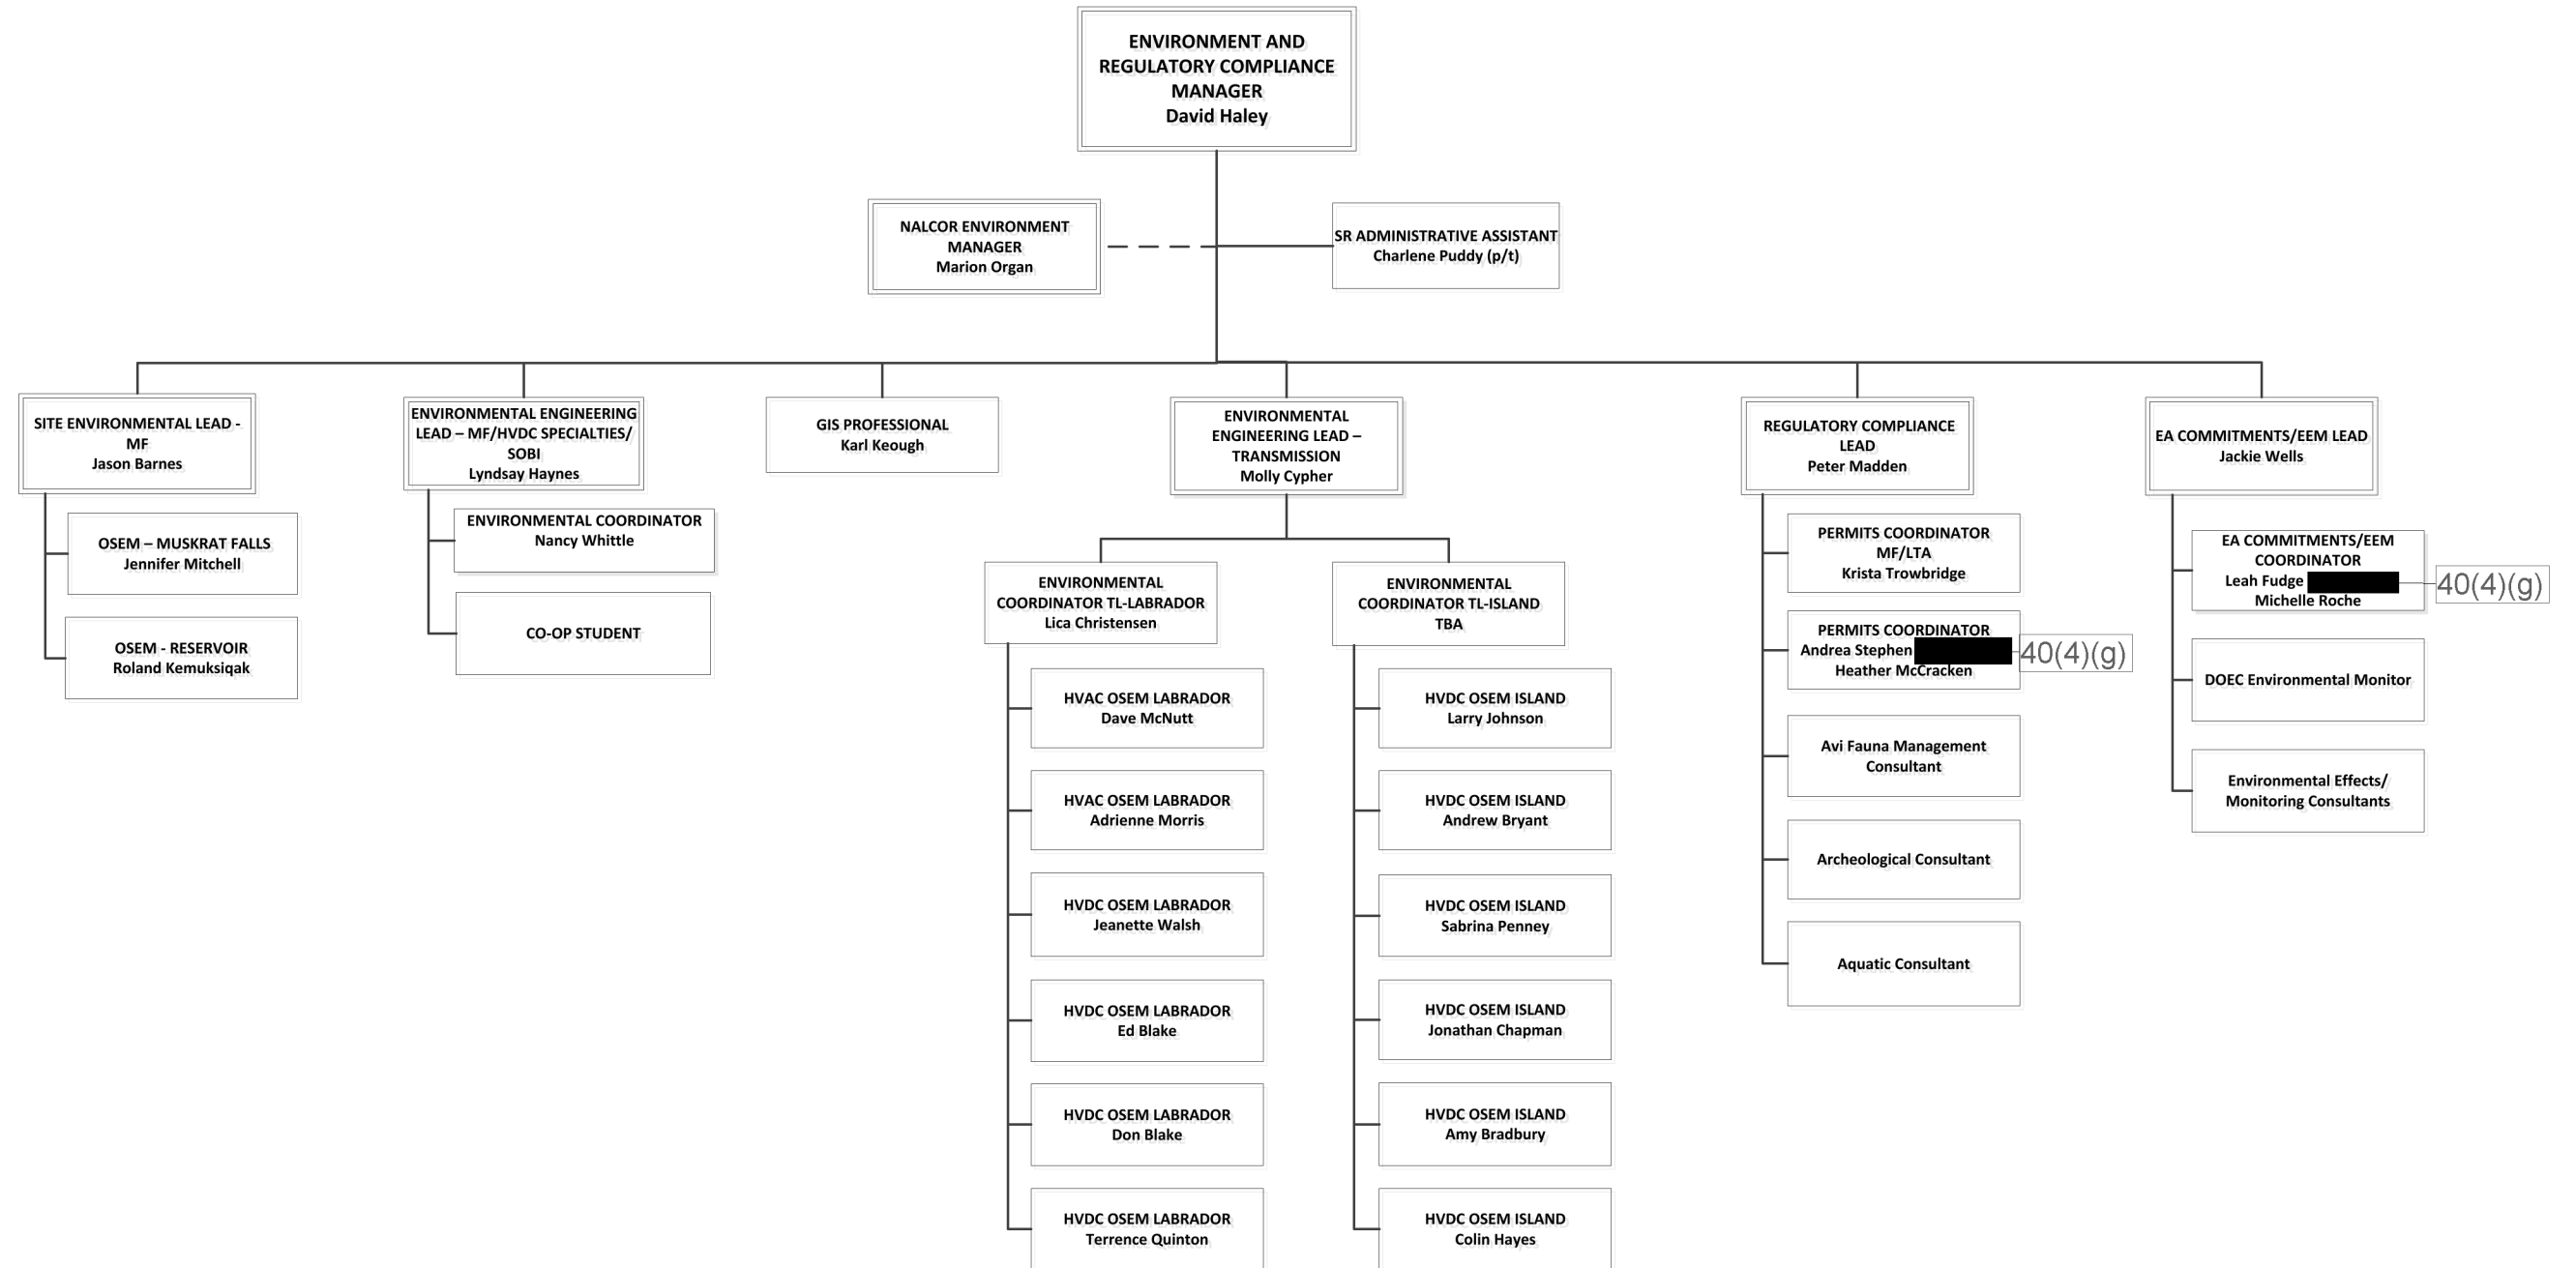 ENVIRONMENT AND
REGULATORY COMPLIANCE
MANAGER
David Haley
NALCOR ENVIRONMENT
MANAGER
Marion Organ
SR ADMINISTRATIVE ASSISTANT
Charlene Puddy (p/t)
SITE ENVIRONMENTAL LEAD -
MF
Jason Barnes
OSEM – MUSKRAT FALLS
Jennifer Mitchell
OSEM - RESERVOIR
Roland Kemuksiqak
ENVIRONMENTAL ENGINEERING
LEAD – MF/HVDC SPECIALTIES/
SOBI
Lyndsay Haynes
ENVIRONMENTAL COORDINATOR
Nancy Whittle
CO-OP STUDENT
GIS PROFESSIONAL
Karl Keough
ENVIRONMENTAL
ENGINEERING LEAD –
TRANSMISSION
Molly Cypher
ENVIRONMENTAL
COORDINATOR TL-LABRADOR
Lica Christensen
HVAC OSEM LABRADOR
Dave McNutt
HVAC OSEM LABRADOR
Adrienne Morris
HVDC OSEM LABRADOR
Jeanette Walsh
HVDC OSEM LABRADOR
Ed Blake
HVDC OSEM LABRADOR
Don Blake
HVDC OSEM LABRADOR
Terrence Quinton
ENVIRONMENTAL
COORDINATOR TL-ISLAND
TBA
HVDC OSEM ISLAND
Larry Johnson
HVDC OSEM ISLAND
Andrew Bryant
HVDC OSEM ISLAND
Sabrina Penney
HVDC OSEM ISLAND
Jonathan Chapman
HVDC OSEM ISLAND
Amy Bradbury
HVDC OSEM ISLAND
Colin Hayes
REGULATORY COMPLIANCE
LEAD
Peter Madden
PERMITS COORDINATOR
MF/LTA
Krista Trowbridge
PERMITS COORDINATOR
Andrea Stephen
Heather McCracken
40(4)(g)
Avi Fauna Management
Consultant
Archeological Consultant
Aquatic Consultant
EA COMMITMENTS/EEM LEAD
Jackie Wells
EA COMMITMENTS/EEM
COORDINATOR
Leah Fudge
Michelle Roche
40(4)(g)
DOEC Environmental Monitor
Environmental Effects/
Monitoring Consultants